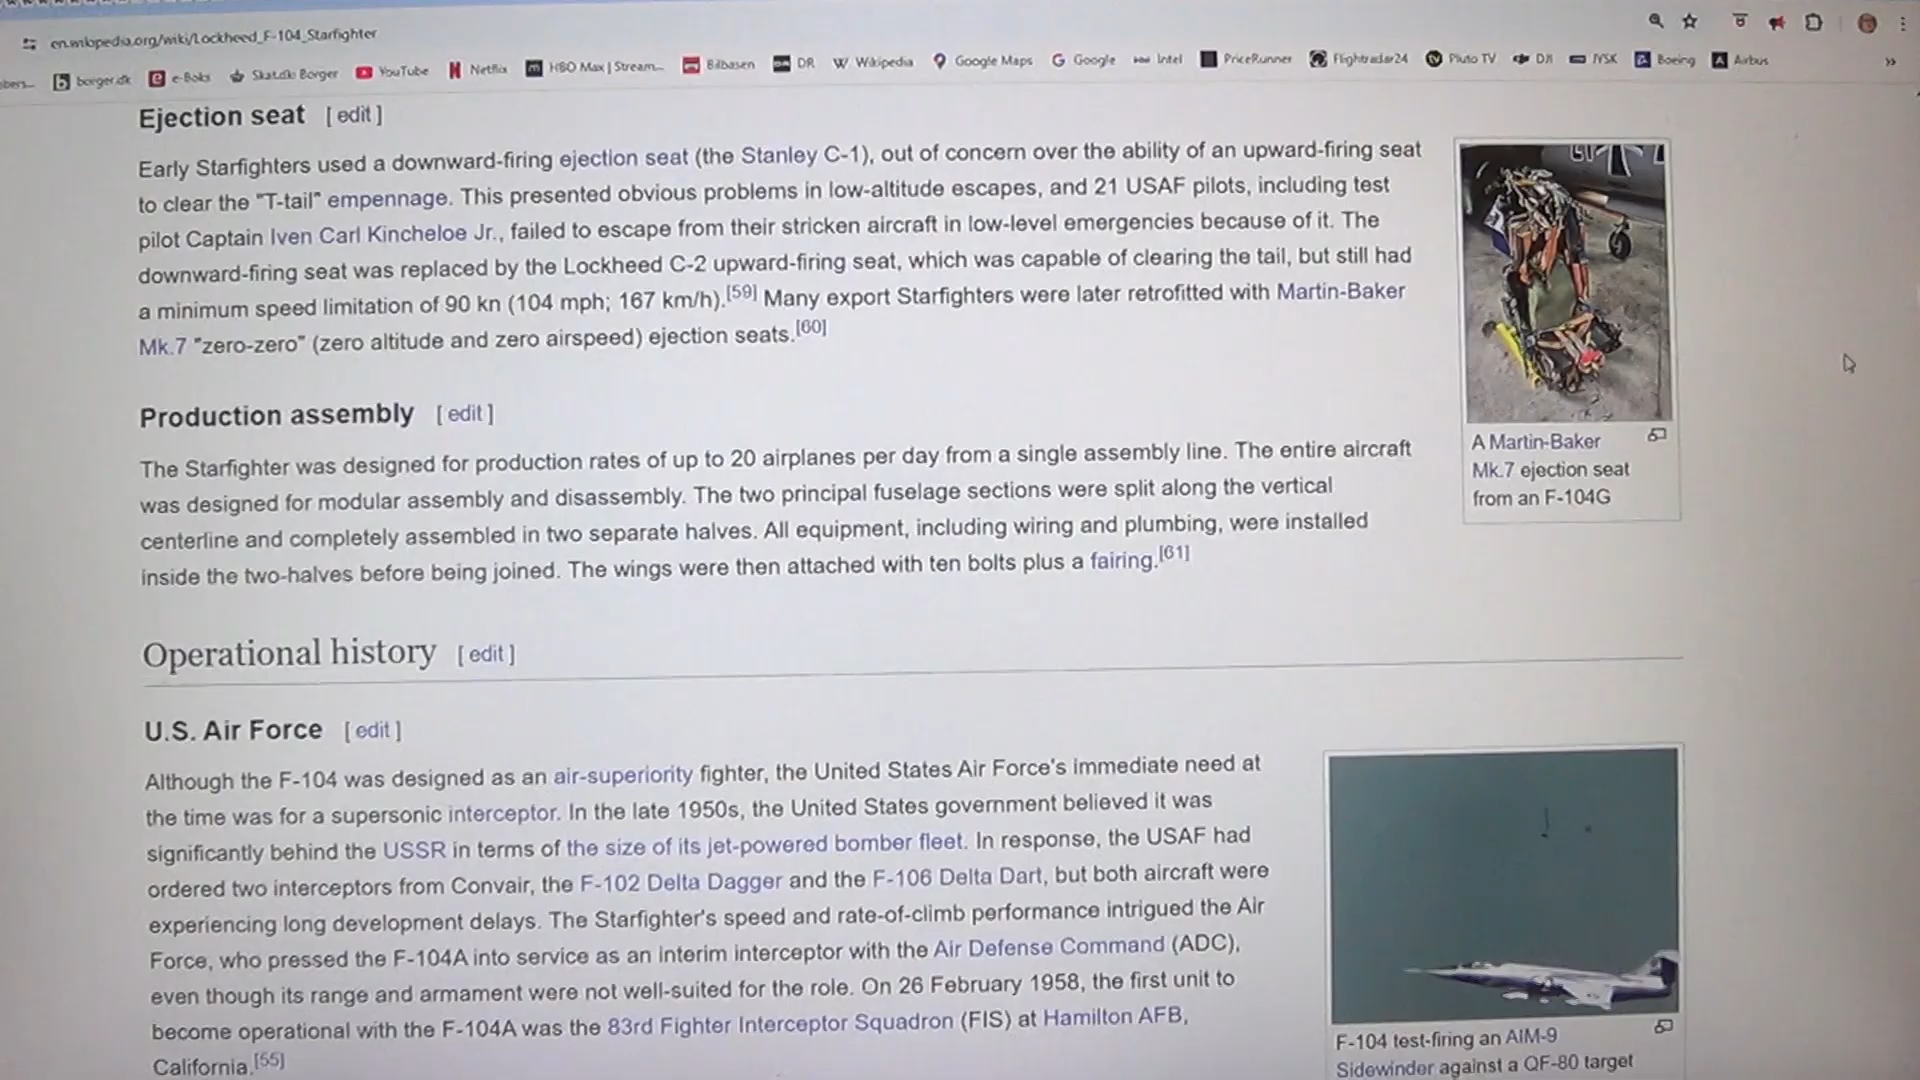 en.wikipedia.org/wiki/Lockheed_F-104_Starfighter
borger.dk e-Boks Skat.dk: Borger YouTube Netflix HBO Max | Stream... Bilbasen DR Wikipedia Google Maps Google Intel PriceRunner Flightradar24 Pluto TV DJI JYSK Boeing Airbus »
Ejection seat [ edit ]
Early Starfighters used a downward-firing ejection seat (the Stanley C-1), out of concern over the ability of an upward-firing seat
to clear the "T-tail" empennage. This presented obvious problems in low-altitude escapes, and 21 USAF pilots, including test
pilot Captain Iven Carl Kincheloe Jr., failed to escape from their stricken aircraft in low-level emergencies because of it. The
downward-firing seat was replaced by the Lockheed C-2 upward-firing seat, which was capable of clearing the tail, but still had
a minimum speed limitation of 90 kn (104 mph; 167 km/h).[59] Many export Starfighters were later retrofitted with Martin-Baker
Mk.7 "zero-zero" (zero altitude and zero airspeed) ejection seats.[60]
A Martin-Baker
Mk.7 ejection seat
from an F-104G
Production assembly [ edit ]
The Starfighter was designed for production rates of up to 20 airplanes per day from a single assembly line. The entire aircraft
was designed for modular assembly and disassembly. The two principal fuselage sections were split along the vertical
centerline and completely assembled in two separate halves. All equipment, including wiring and plumbing, were installed
inside the two-halves before being joined. The wings were then attached with ten bolts plus a fairing.[61]
Operational history [ edit ]
U.S. Air Force [ edit ]
Although the F-104 was designed as an air-superiority fighter, the United States Air Force's immediate need at
the time was for a supersonic interceptor. In the late 1950s, the United States government believed it was
significantly behind the USSR in terms of the size of its jet-powered bomber fleet. In response, the USAF had
ordered two interceptors from Convair, the F-102 Delta Dagger and the F-106 Delta Dart, but both aircraft were
experiencing long development delays. The Starfighter's speed and rate-of-climb performance intrigued the Air
Force, who pressed the F-104A into service as an interim interceptor with the Air Defense Command (ADC),
even though its range and armament were not well-suited for the role. On 26 February 1958, the first unit to
become operational with the F-104A was the 83rd Fighter Interceptor Squadron (FIS) at Hamilton AFB,
California.[55]
F-104 test-firing an AIM-9
Sidewinder against a QF-80 target